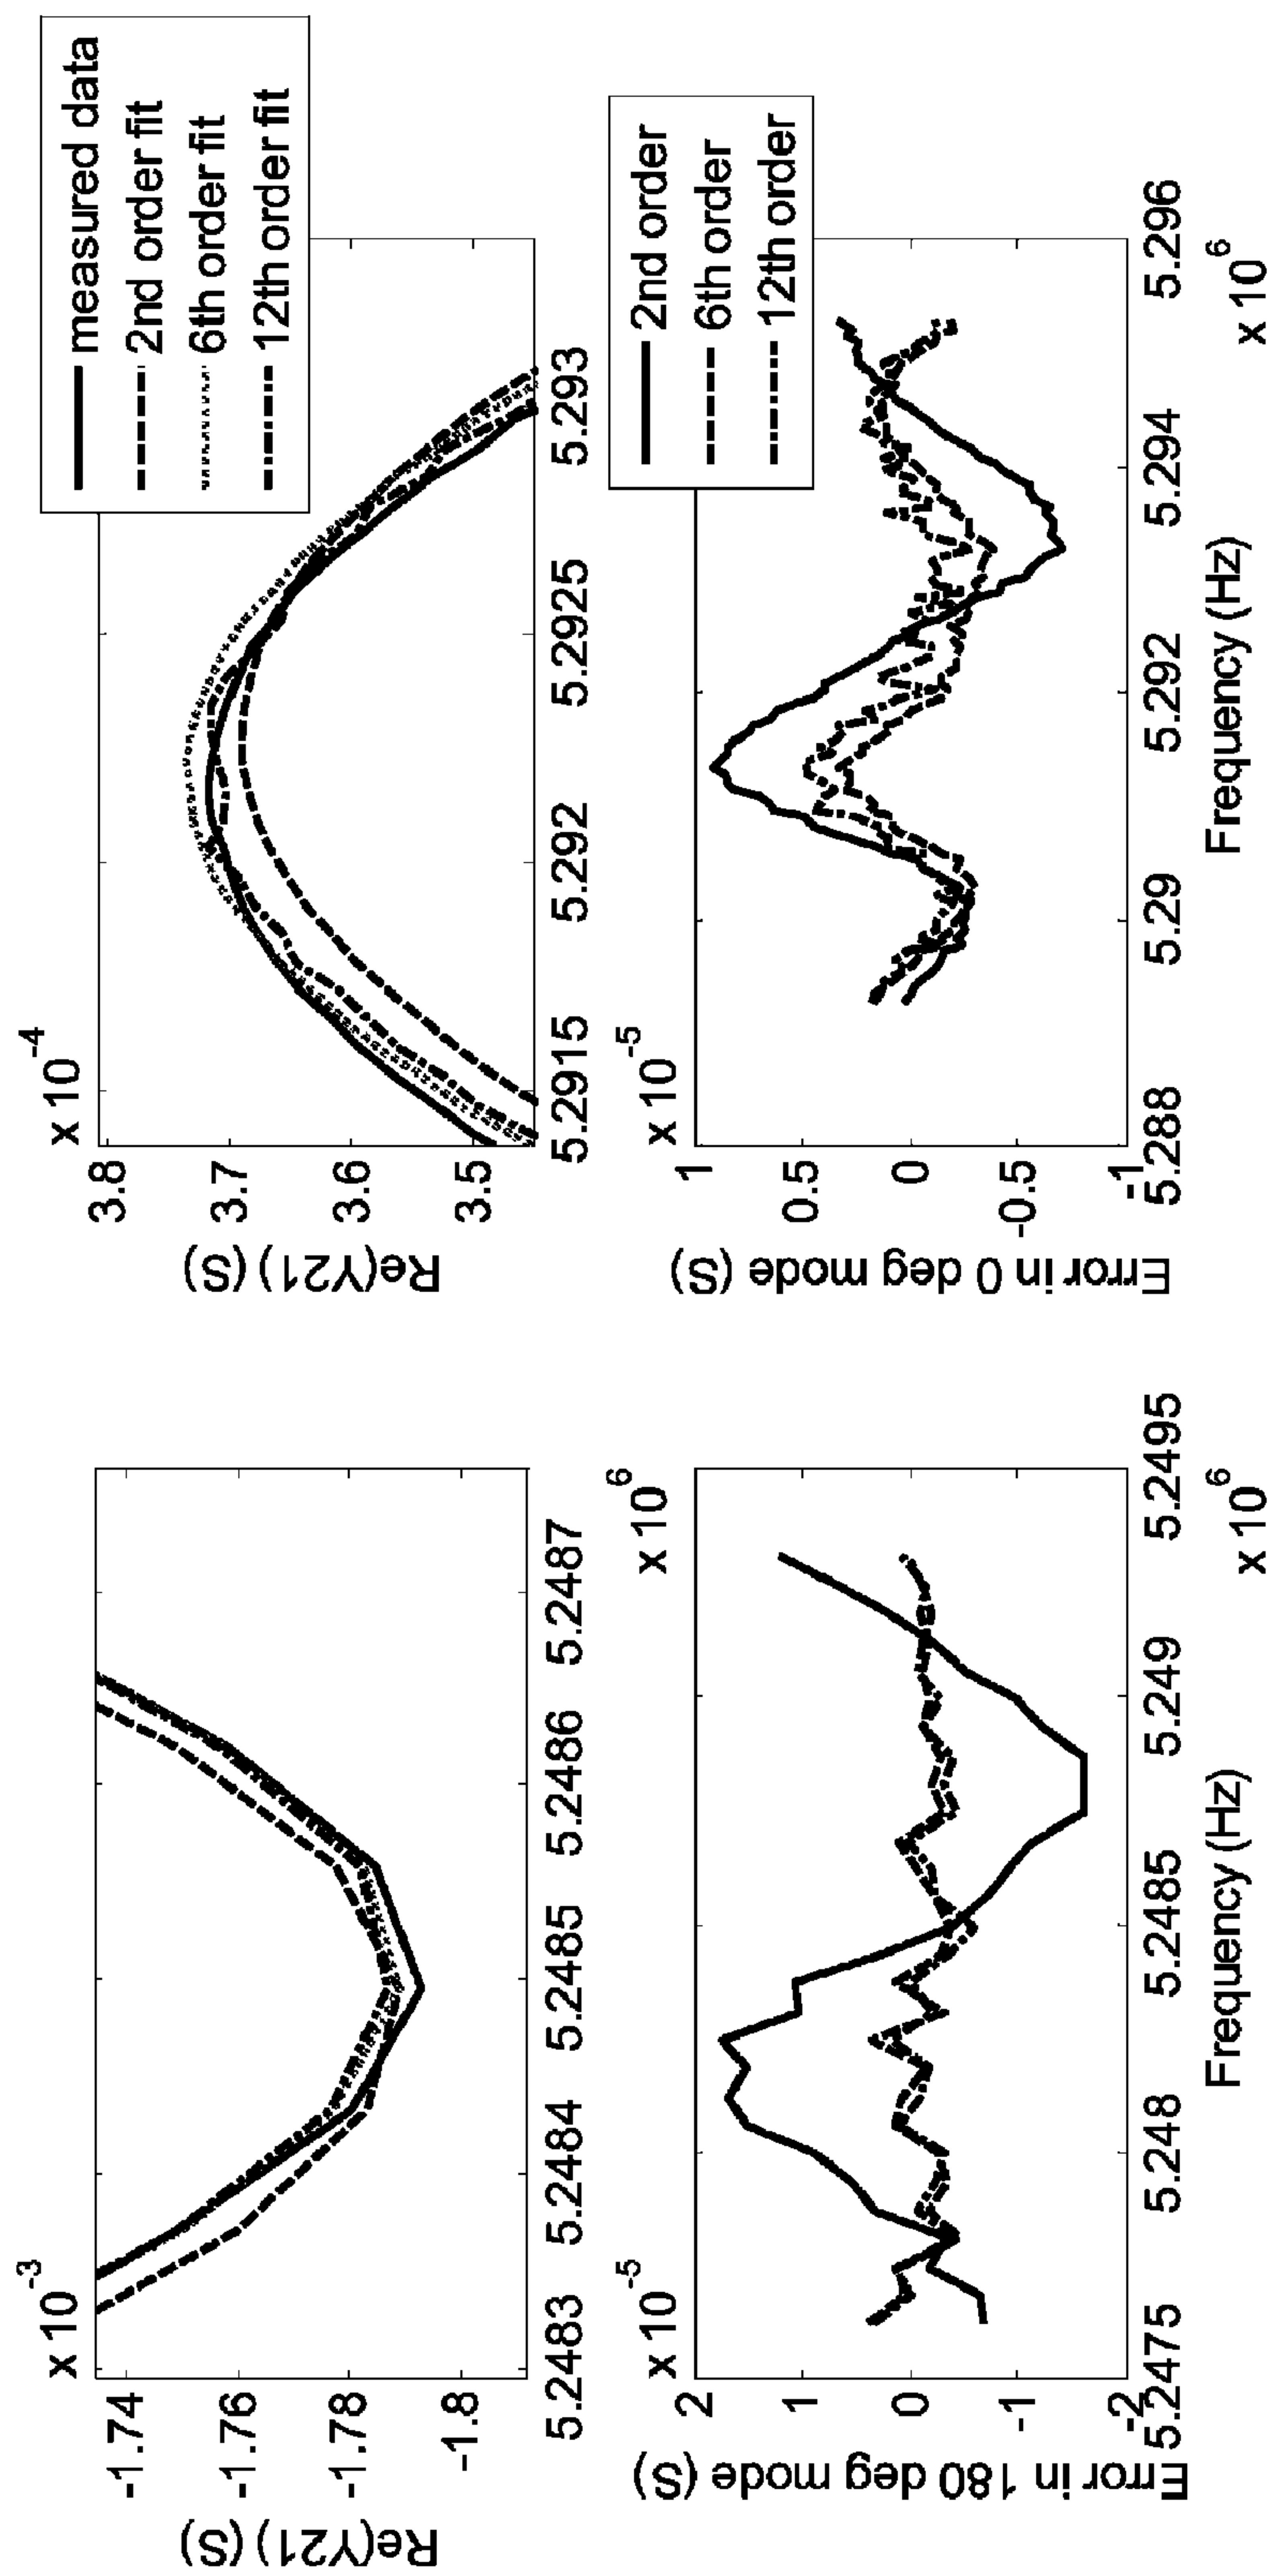 x 10-3
-1.74
-1.76
-1.78
-1.8
Re(Y21) (S)
5.2483
5.2484
5.2485
5.2486
5.2487
x 106
x 10-4
3.8
3.7
3.6
3.5
Re(Y21) (S)
5.2915
5.292
5.2925
5.293
measured data
2nd order fit
6th order fit
12th order fit
x 10-5
2
1
0
-1
-2
Error in 180 deg mode (S)
5.2475
5.248
5.2485
5.249
5.2495
x 106
Frequency (Hz)
x 10-5
1
0.5
0
-0.5
-1
Error in 0 deg mode (S)
5.288
5.29
5.292
5.294
5.296
x 106
Frequency (Hz)
2nd order
6th order
12th order